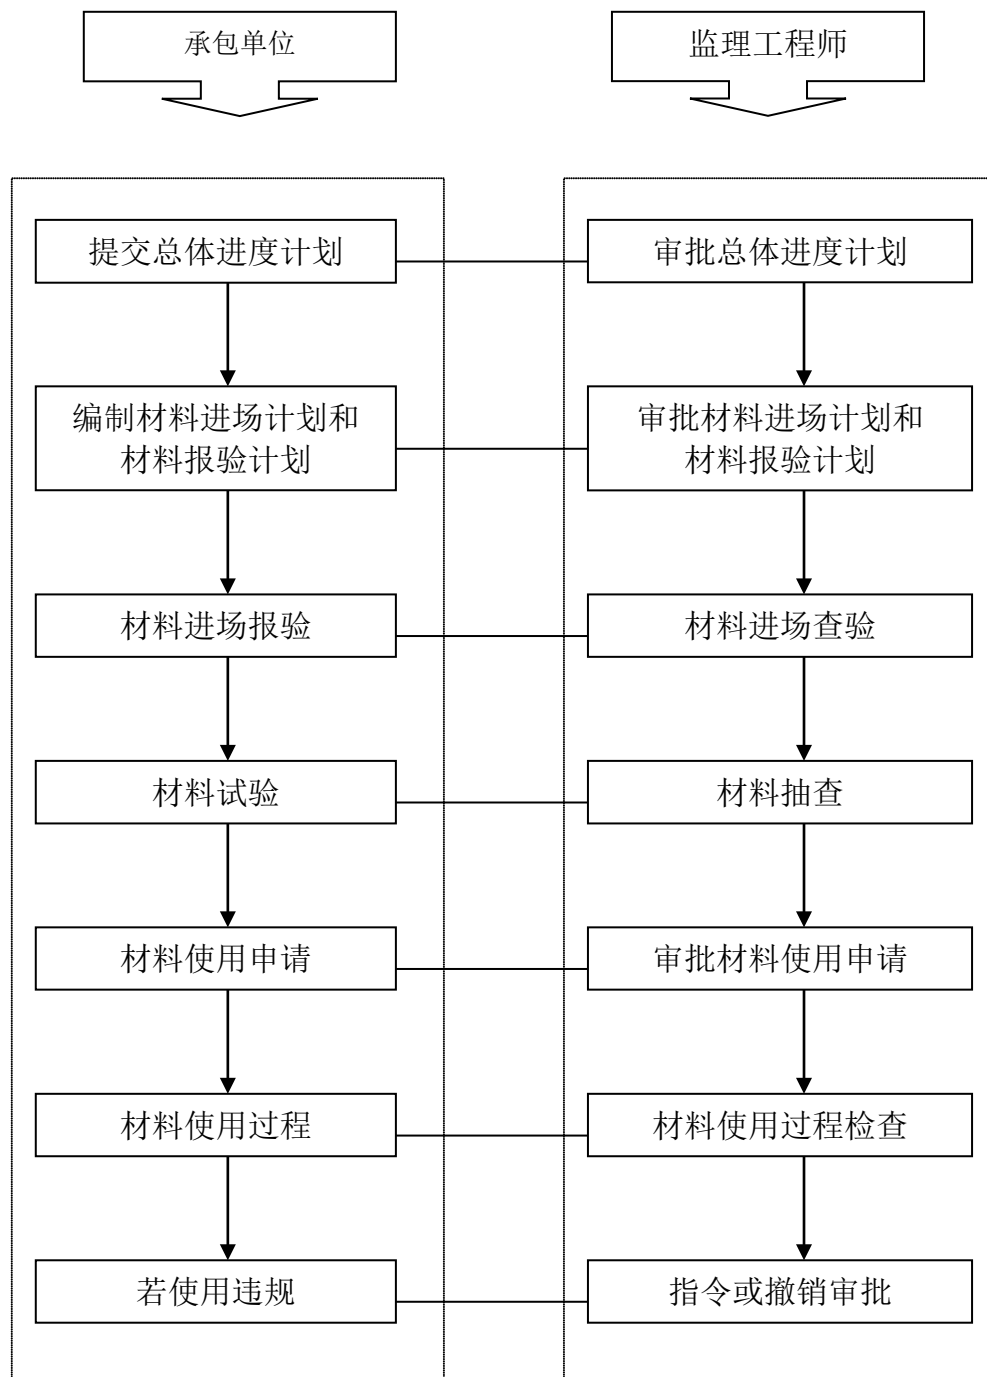 承包单位
监理工程师
提交总体进度计划
审批总体进度计划
编制材料进场计划和
材料报验计划
审批材料进场计划和
材料报验计划
材料进场报验
材料进场查验
材料试验
材料抽查
材料使用申请
审批材料使用申请
材料使用过程
材料使用过程检查
若使用违规
指令或撤销审批